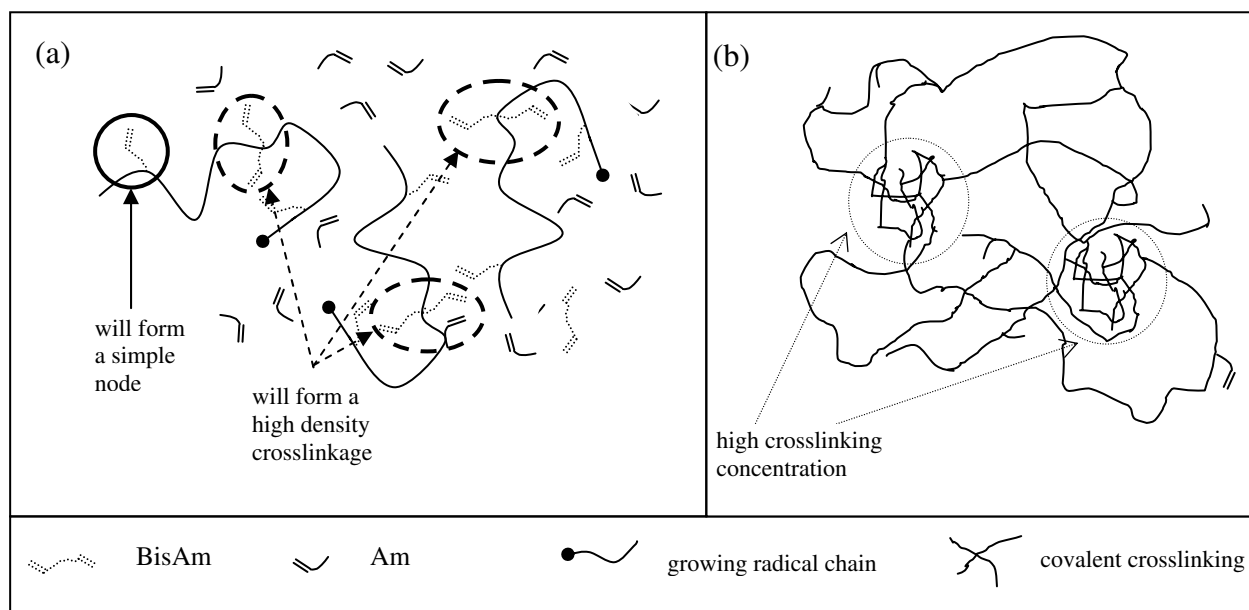 (a)
will form
a simple
node
will form a
high density
crosslinkage
(b)
high crosslinking
concentration
BisAm
Am
growing radical chain
covalent crosslinking